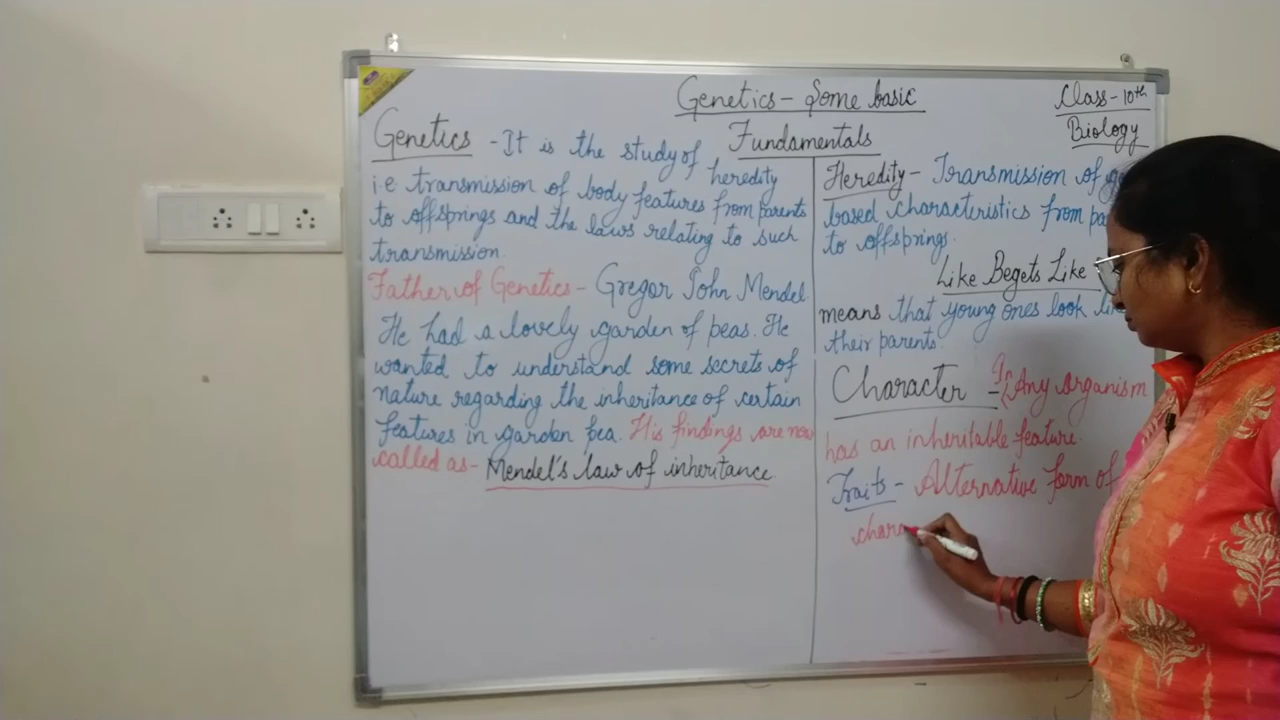 Genetics - Some basic
Fundamentals
Class - 10th
Biology
Genetics - It is the study of heredity
i.e transmission of body features from parents
to offsprings and the laws relating to such
transmission.
Father of Genetics - Gregor John Mendel.
He had a lovely garden of peas. He
wanted to understand some secrets of
nature regarding the inheritance of certain
features in garden pea. His findings are now
called as - Mendel's law of inheritance.
Heredity - Transmission of
based characteristics from
to offsprings.
Like Begets Like
means that young ones look
their parents.
Character - In Any organism
has an inheritable feature.
Traits - Alternative form of
chara